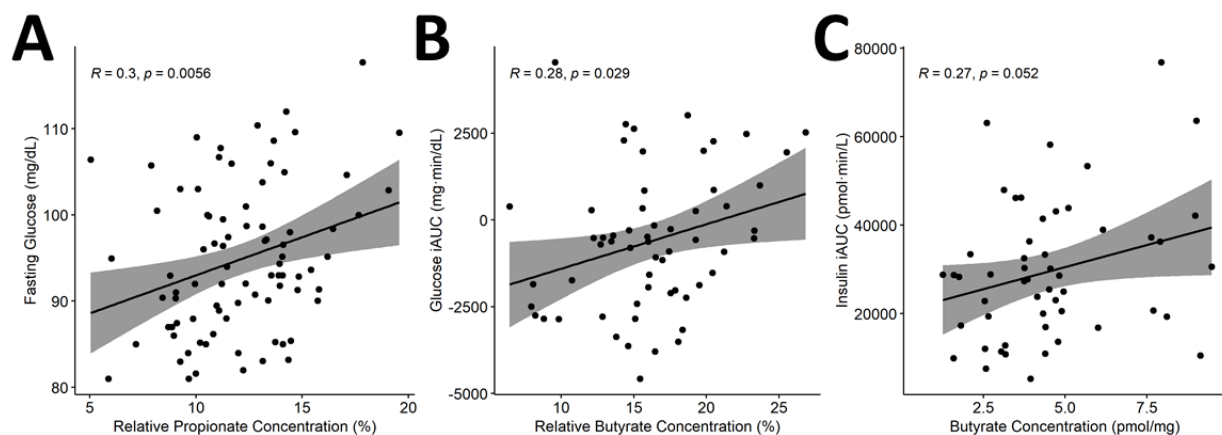 A
R = 0.3, p = 0.0056
Fasting Glucose (mg/dL)
110
100
90
80
5
10
15
20
Relative Propionate Concentration (%)
B
R = 0.28, p = 0.029
Glucose iAUC (mg·min/dL)
2500
0
-2500
-5000
10
15
20
25
Relative Butyrate Concentration (%)
C
R = 0.27, p = 0.052
Insulin iAUC (pmol·min/L)
80000
60000
40000
20000
2.5
5.0
7.5
Butyrate Concentration (pmol/mg)